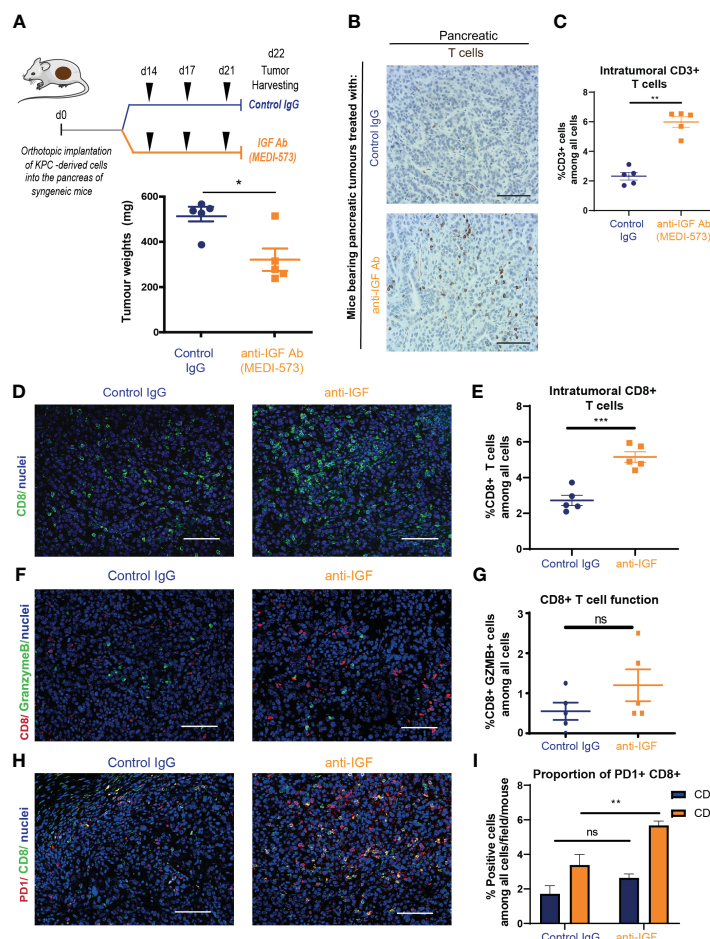 A
d22
d14
d17
d21
Tumor
Harvesting
Control IgG
d0
IGF Ab
(MEDI-573)
Orthotopic implantation
of KPC -derived cells
into the pancreas of
syngeneic mice
Tumour weights (mg)
600
400
200
0
*
Control
IgG
anti-IGF Ab
(MEDI-573)
B
Pancreatic
T cells
Mice bearing pancreatic tumours treated with:
Control IgG
anti-IGF Ab
C
Intratumoral CD3+
T cells
**
%CD3+ cells
among all cells
8
6
4
2
0
Control
IgG
anti-IGF Ab
(MEDI-573)
D
Control IgG
anti-IGF
CD8/ nuclei
E
Intratumoral CD8+
T cells
***
%CD8+ T cells
among all cells
8
6
4
2
0
Control IgG
anti-IGF
F
Control IgG
anti-IGF
CD8/ GranzymeB/ nuclei
G
CD8+ T cell function
ns
%CD8+ GZMB+ cells
among all cells
3
2
1
0
Control IgG
anti-IGF
H
Control IgG
anti-IGF
PD1/ CD8/ nuclei
I
Proportion of PD1+ CD8+
CD
CD
**
ns
% Positive cells
among all cells/field/mouse
8
6
4
2
0
Control IgG
anti-IGF